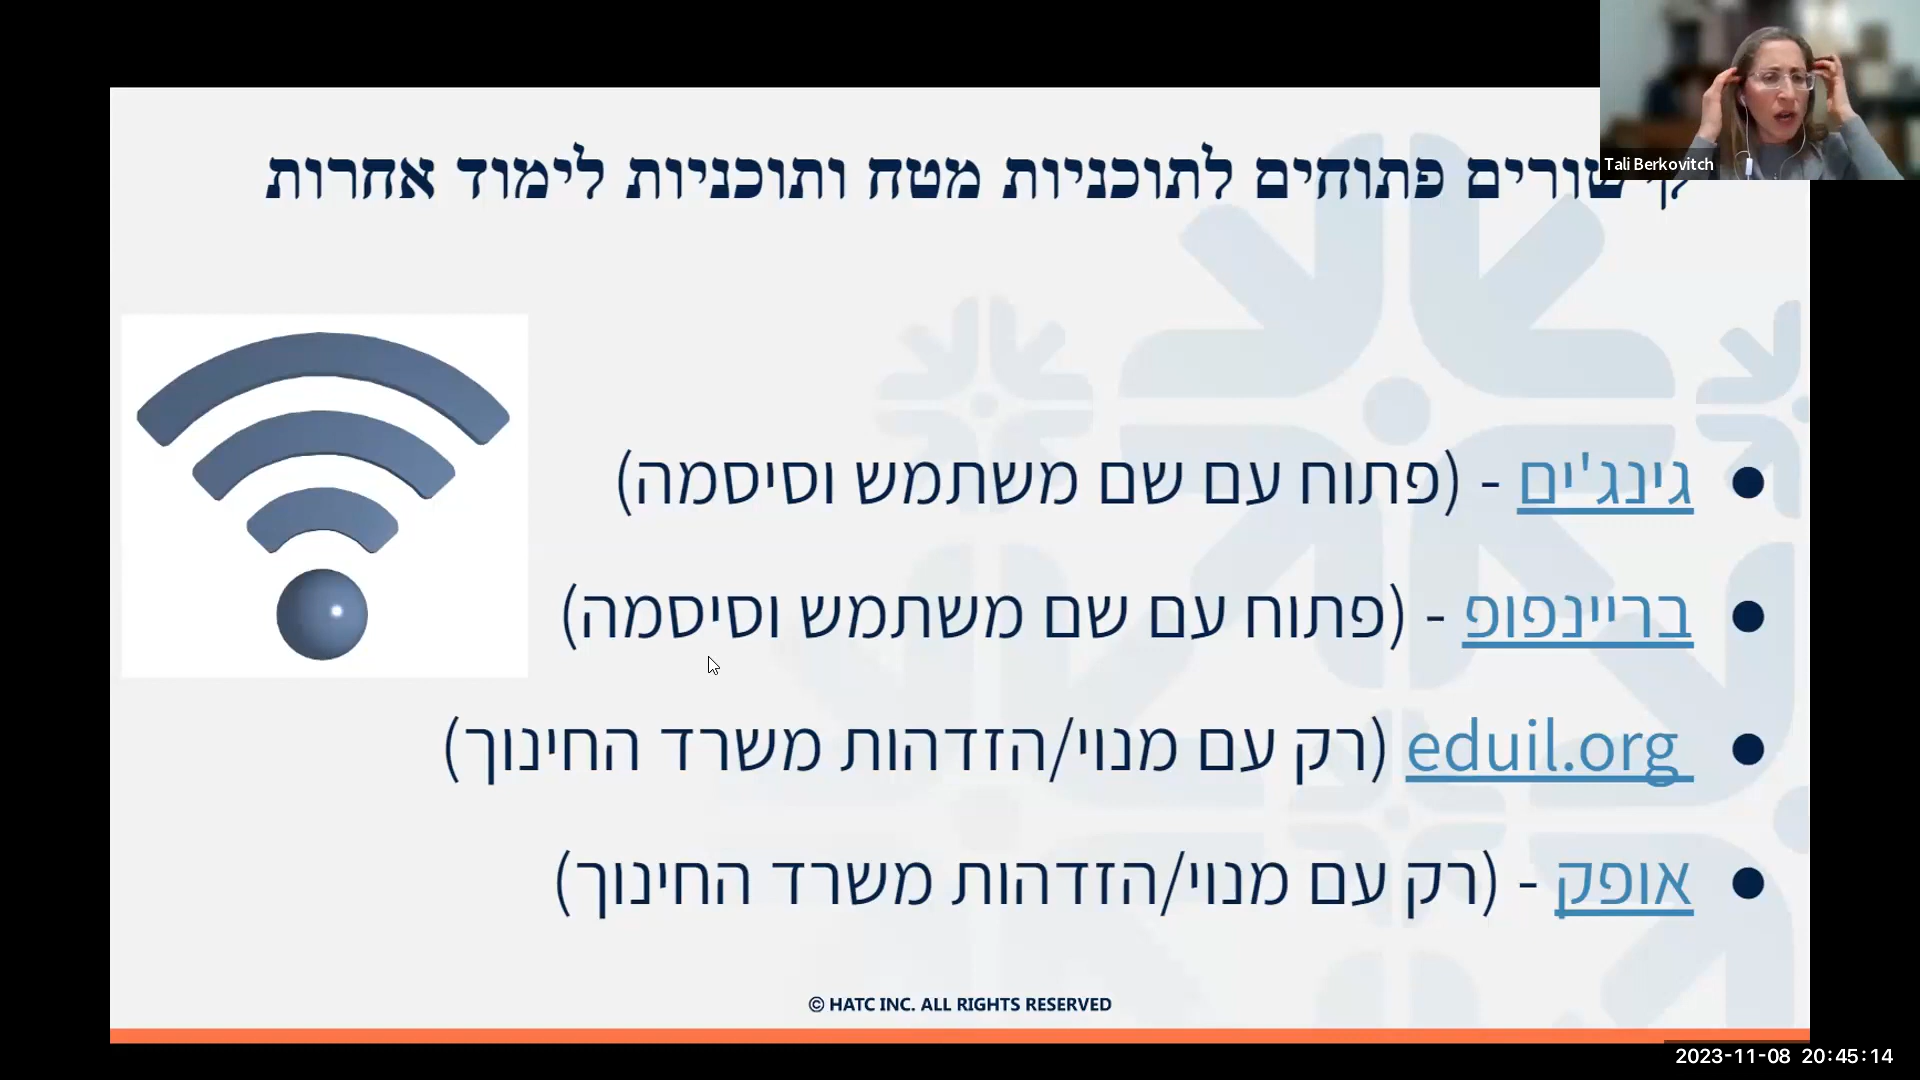 Tali Berkovitch
קישורים פתוחים לתוכניות מטח ותוכניות לימוד אחרות
גינג'ים - (פתוח עם שם משתמש וסיסמה)
בריינפופ - (פתוח עם שם משתמש וסיסמה)
eduil.org (רק עם מנוי/הזדהות משרד החינוך)
אופק - (רק עם מנוי/הזדהות משרד החינוך)
© HATC INC. ALL RIGHTS RESERVED
2023-11-08 20:45:14